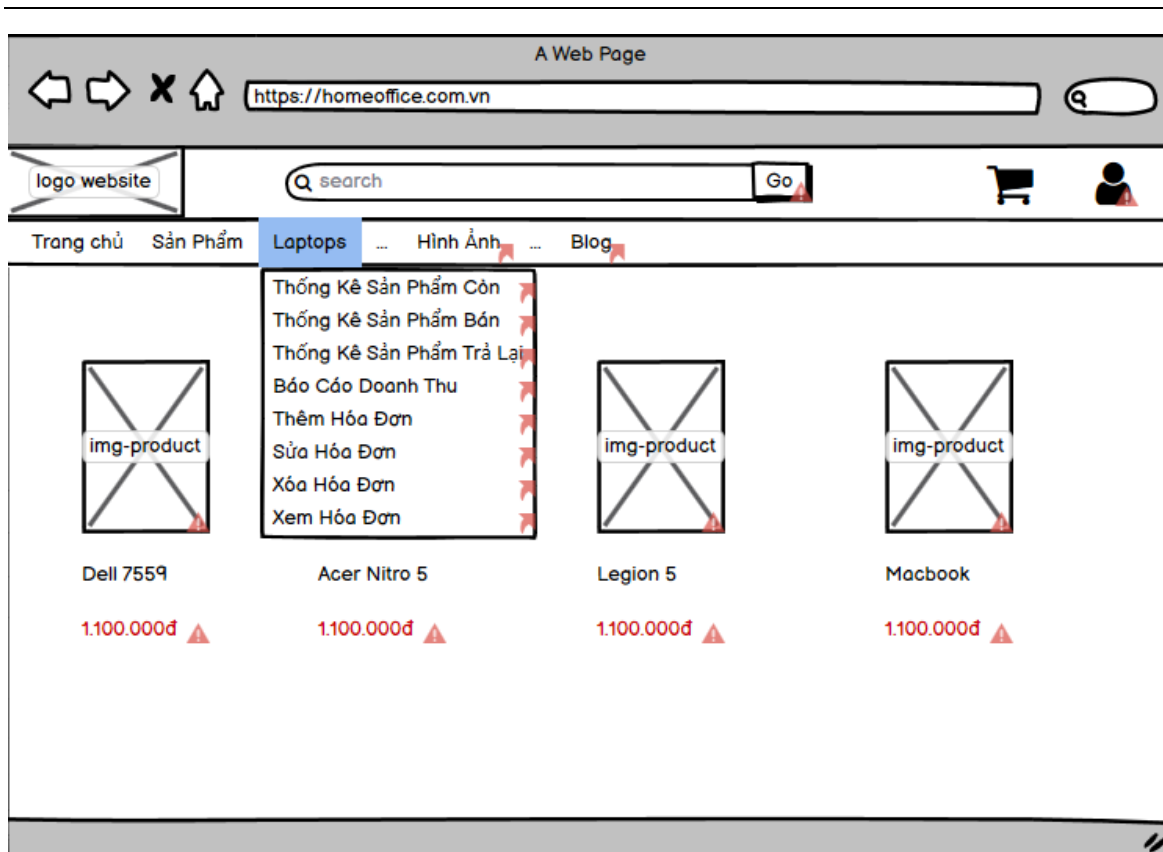 A Web Page
https://homeoffice.com.vn
logo website
search
Go
Trang chủ Sản Phẩm Laptops ... Hình Ảnh ... Blog
Thống Kê Sản Phẩm Còn
Thống Kê Sản Phẩm Bán
Thống Kê Sản Phẩm Trả Lại
Báo Cáo Doanh Thu
Thêm Hóa Đơn
Sửa Hóa Đơn
Xóa Hóa Đơn
Xem Hóa Đơn
img-product img-product img-product
Dell 7559 Acer Nitro 5 Legion 5 Macbook
1.100.000đ 1.100.000đ 1.100.000đ 1.100.000đ